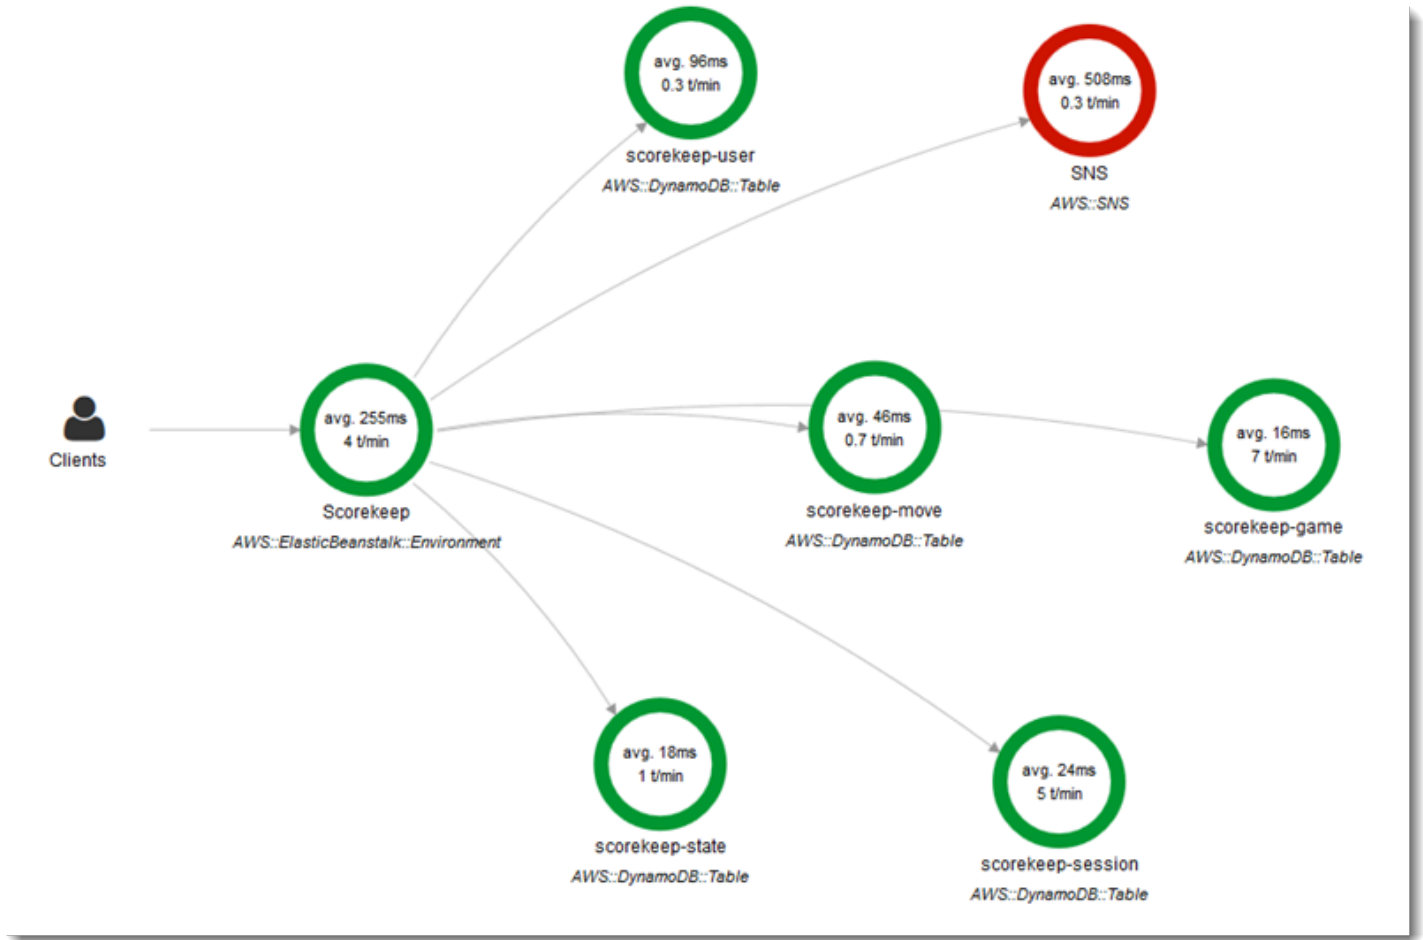 avg. 96ms
0.3 t/min
scorekeep-user
AWS::DynamoDB::Table
avg. 508ms
0.3 t/min
SNS
AWS::SNS
Clients
avg. 255ms
4 t/min
Scorekeep
AWS::ElasticBeanstalk::Environment
avg. 46ms
0.7 t/min
scorekeep-move
AWS::DynamoDB::Table
avg. 16ms
7 t/min
scorekeep-game
AWS::DynamoDB::Table
avg. 18ms
1 t/min
scorekeep-state
AWS::DynamoDB::Table
avg. 24ms
5 t/min
scorekeep-session
AWS::DynamoDB::Table